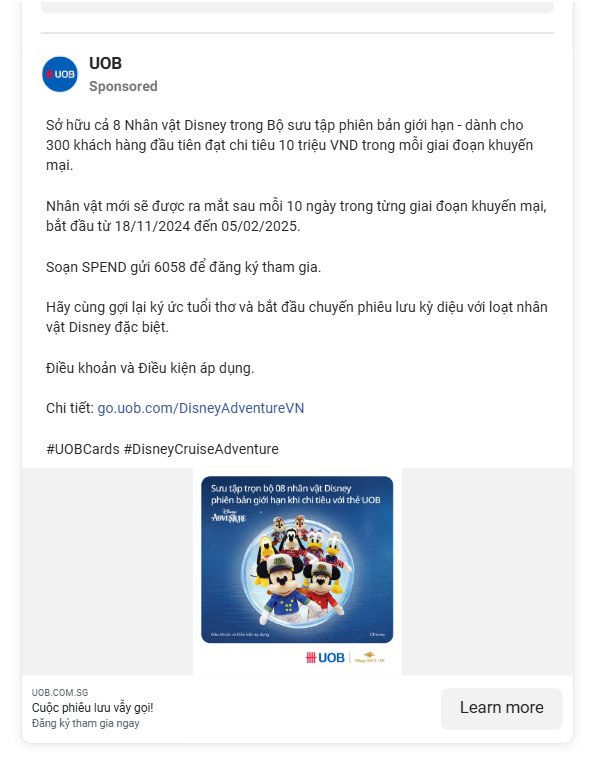 UOB
UOB
Sponsored
Sở hữu cả 8 Nhân vật Disney trong Bộ sưu tập phiên bản giới hạn - dành cho
300 khách hàng đầu tiên đạt chi tiêu 10 triệu VND trong mỗi giai đoạn khuyến
mại.
Nhân vật mới sẽ được ra mắt sau mỗi 10 ngày trong từng giai đoạn khuyến mại,
bắt đầu từ 18/11/2024 đến 05/02/2025.
Soạn SPEND gửi 6058 để đăng ký tham gia.
Hãy cùng gợi lại ký ức tuổi thơ và bắt đầu chuyến phiêu lưu kỳ diệu với loạt nhân
vật Disney đặc biệt.
Điều khoản và Điều kiện áp dụng.
Chi tiết: go.uob.com/DisneyAdventureVN
#UOBCards #DisneyCruiseAdventure
Sưu tập trọn bộ 08 nhân vật Disney
phiên bản giới hạn khi chi tiêu với thẻ UOB
Disney
ADVENTURE
Điều khoản và Điều kiện áp dụng
©Disney
UOB
UOB.COM.SG
Cuộc phiêu lưu vẫy gọi!
Đăng ký tham gia ngay
Learn more